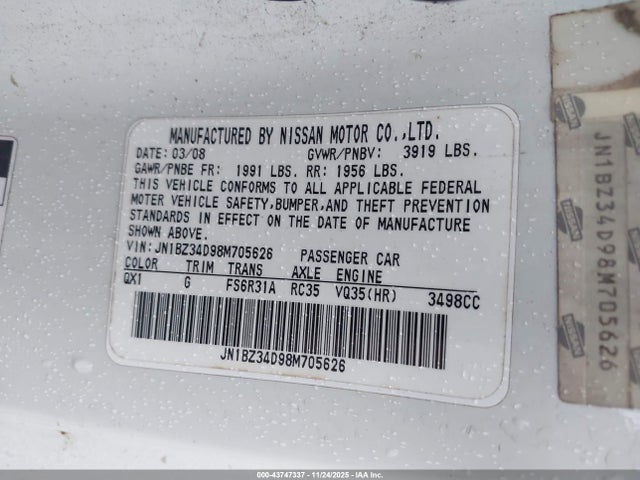 MANUFACTURED BY NISSAN MOTOR CO.,LTD.
DATE: 03/08 GVWR/PNBV: 3919 LBS.
GAWR/PNBE FR: 1991 LBS. RR: 1956 LBS.
THIS VEHICLE CONFORMS TO ALL APPLICABLE FEDERAL
MOTOR VEHICLE SAFETY,BUMPER,AND THEFT PREVENTION
STANDARDS IN EFFECT ON THE DATE OF MANUFACTURE
SHOWN ABOVE.
VIN: JN1BZ34D98M705626 PASSENGER CAR
COLOR TRIM TRANS AXLE ENGINE
QX1 G FS6R31A RC35 VQ35(HR) 3498CC
JN1BZ34D98M705626
JN1BZ34D98M705626
NISSAN
NISSAN
NISSAN
000-43747337 - 11/24/2025 - IAA, Inc.